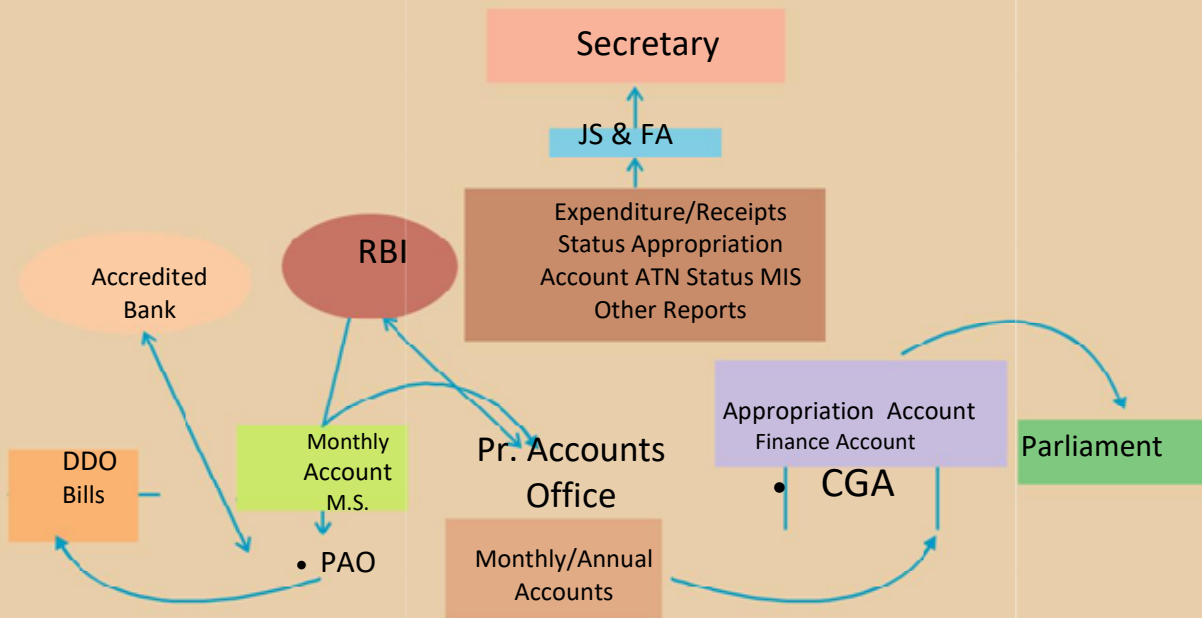 Secretary
JS & FA
Expenditure/Receipts
Status Appropriation
Account ATN Status MIS
Other Reports
RBI
Accredited
Bank
DDO
Bills
Monthly
Account
M.S.
• PAO
Pr. Accounts
Office
Monthly/Annual
Accounts
Appropriation Account
Finance Account
• CGA
Parliament